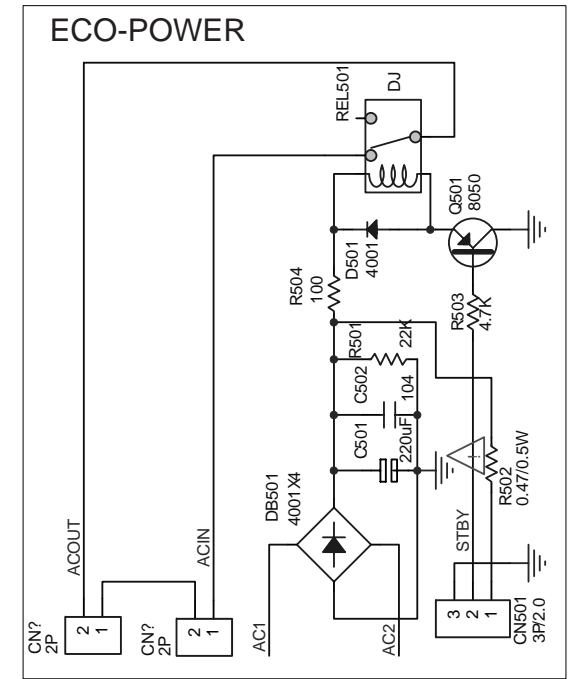 ECO-POWER
REL501
DJ
Q501
8050
D501
4001
R504
100
R503
4.7K
R501
22K
C502
104
C501
220uF
R502
0.47/0.5W
DB501
4001X4
ACOUT
ACIN
STBY
!
CN?
2P
2
1
CN?
2P
2
1
AC1
AC2
3
2
1
CN501
3P/2.0